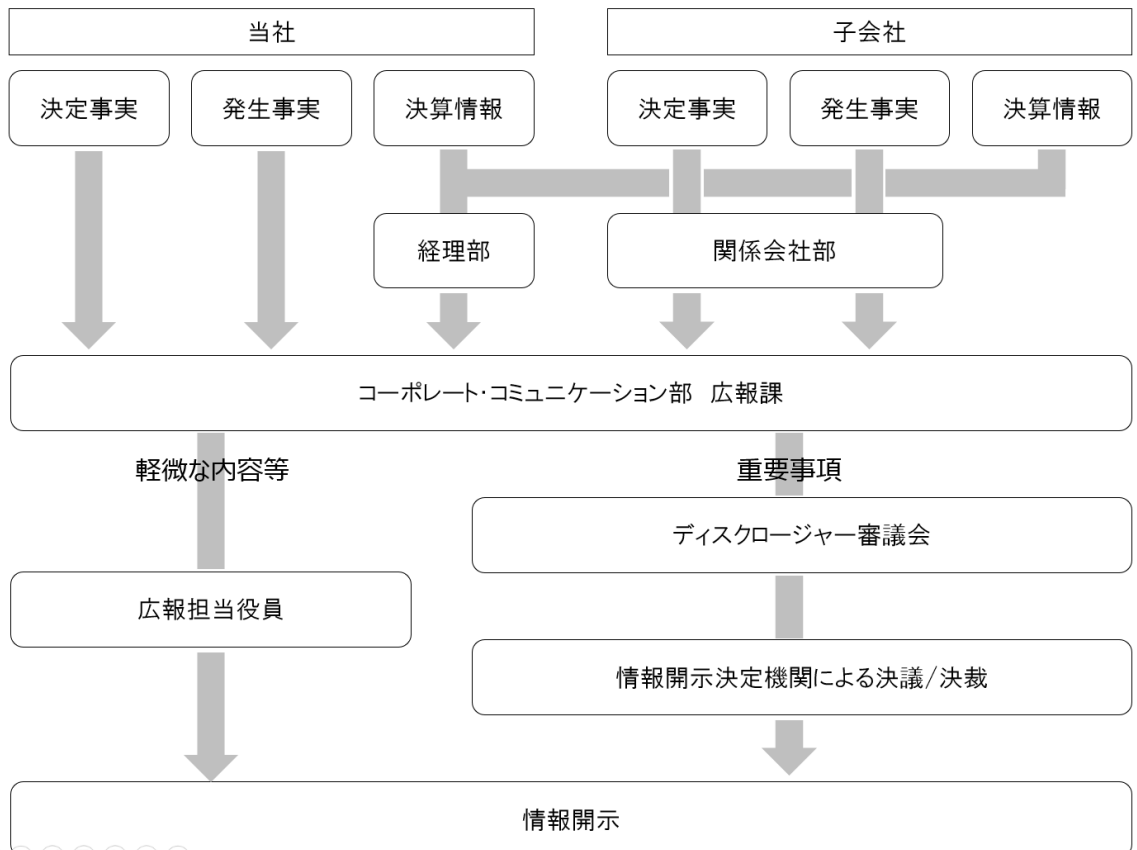 当社
子会社
決定事実
発生事実
決算情報
決定事実
発生事実
決算情報
経理部
関係会社部
コーポレート・コミュニケーション部　広報課
軽微な内容等
重要事項
ディスクロージャー審議会
広報担当役員
情報開示決定機関による決議/決裁
情報開示